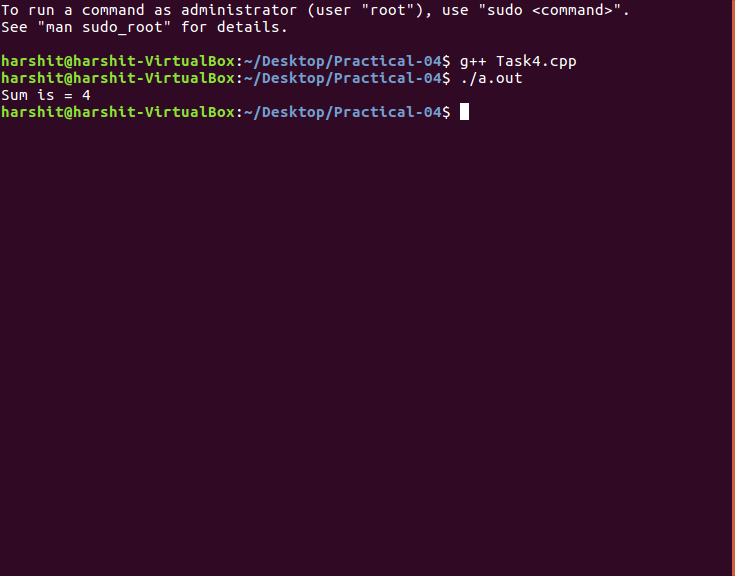 To run a command as administrator (user "root"), use "sudo <command>".
See "man sudo_root" for details.
harshit@harshit-VirtualBox:~/Desktop/Practical-04$ g++ Task4.cpp
harshit@harshit-VirtualBox:~/Desktop/Practical-04$ ./a.out
Sum is = 4
harshit@harshit-VirtualBox:~/Desktop/Practical-04$